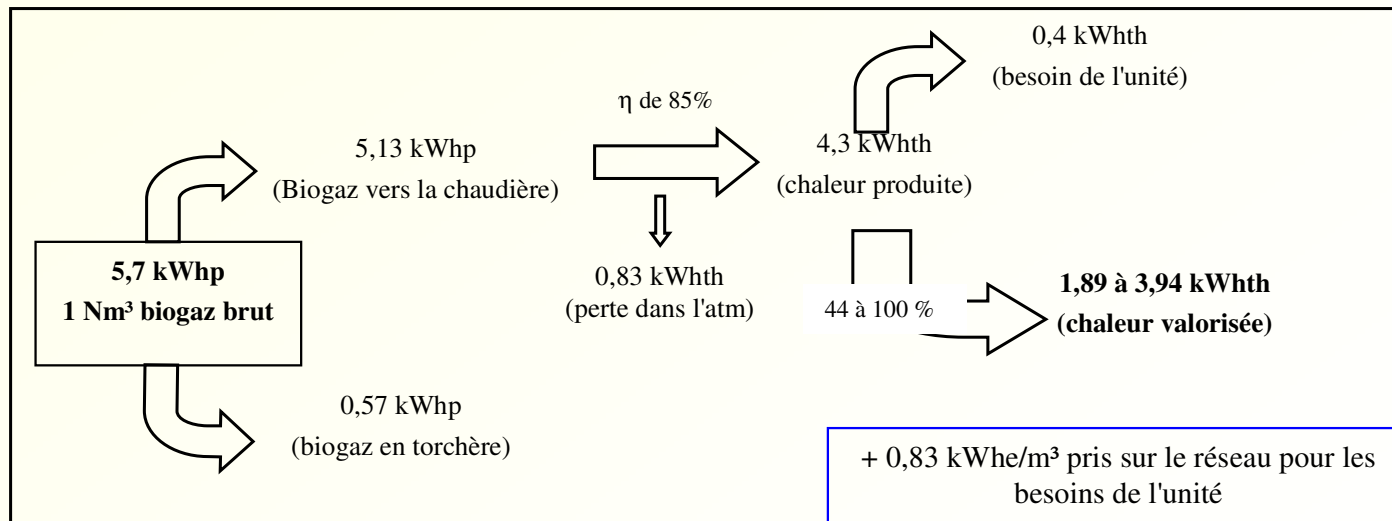 0,4 kWhth
(besoin de l'unité)
η de 85%
5,13 kWhp
(Biogaz vers la chaudière)
4,3 kWhth
(chaleur produite)
5,7 kWhp
1 Nm³ biogaz brut
0,83 kWhth
(perte dans l'atm)
44 à 100 %
1,89 à 3,94 kWhth
(chaleur valorisée)
0,57 kWhp
(biogaz en torchère)
+ 0,83 kWhe/m³ pris sur le réseau pour les
besoins de l'unité